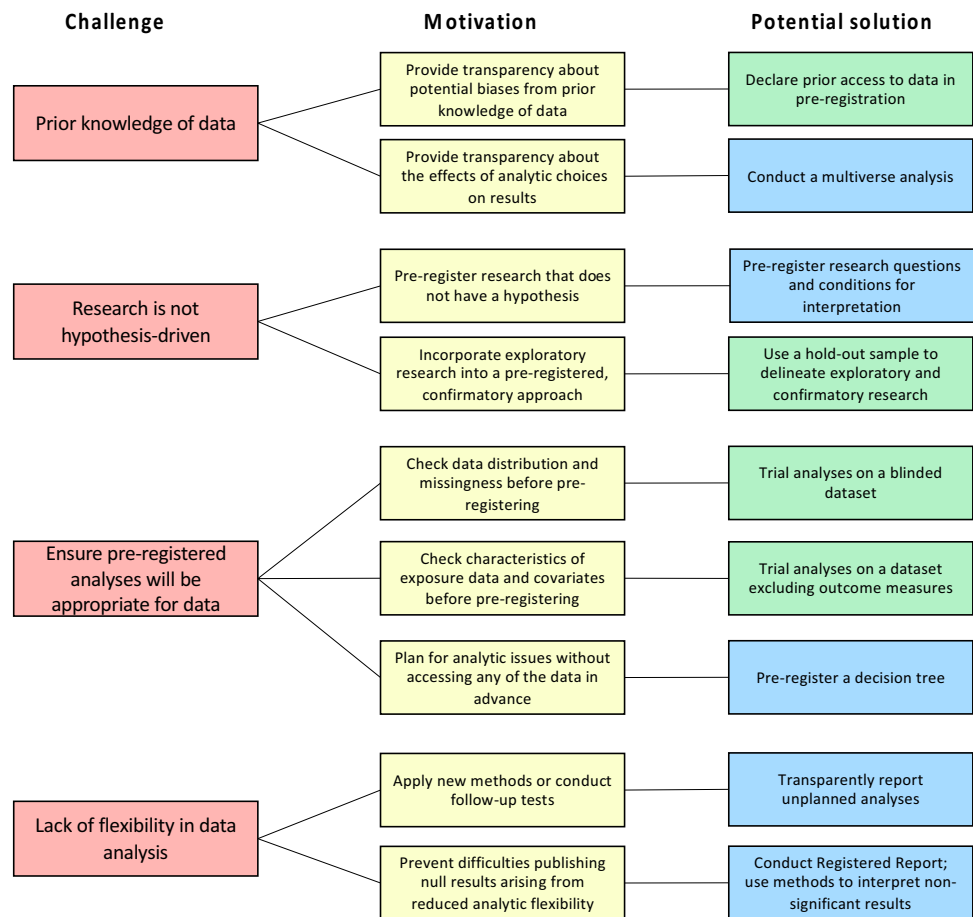 Challenge
Motivation
Potential solution
Prior knowledge of data
Provide transparency about
potential biases from prior
knowledge of data
Declare prior access to data in
pre-registration
Provide transparency about
the effects of analytic choices
on results
Conduct a multiverse analysis
Research is not
hypothesis-driven
Pre-register research that does
not have a hypothesis
Pre-register research questions
and conditions for
interpretation
Incorporate exploratory
research into a pre-registered,
confirmatory approach
Use a hold-out sample to
delineate exploratory and
confirmatory research
Ensure pre-registered
analyses will be
appropriate for data
Check data distribution and
missingness before pre-
registering
Trial analyses on a blinded
dataset
Check characteristics of
exposure data and covariates
before pre-registering
Trial analyses on a dataset
excluding outcome measures
Plan for analytic issues without
accessing any of the data in
advance
Pre-register a decision tree
Lack of flexibility in data
analysis
Apply new methods or conduct
follow-up tests
Transparently report
unplanned analyses
Prevent difficulties publishing
null results arising from
reduced analytic flexibility
Conduct Registered Report;
use methods to interpret non-
significant results